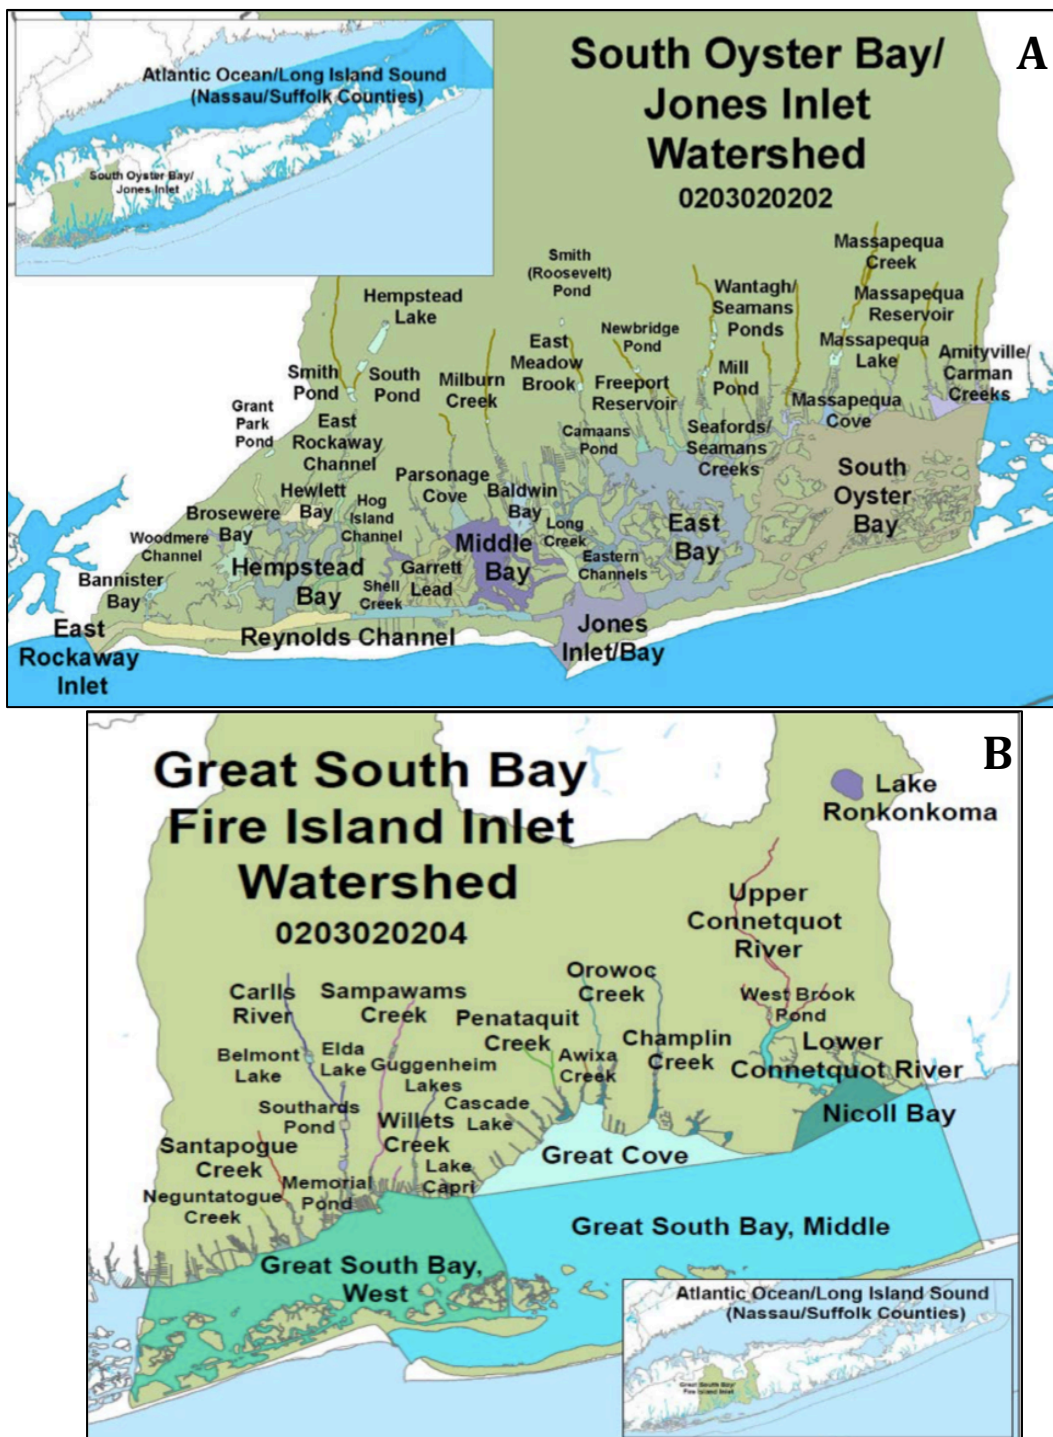 A
South Oyster Bay/
Jones Inlet
Watershed
0203020202
Atlantic Ocean/Long Island Sound
(Nassau/Suffolk Counties)
South Oyster Bay/
Jones Inlet
Massapequa
Creek
Smith
(Roosevelt)
Pond
Hempstead
Lake
Wantagh/
Seamans
Ponds
Massapequa
Reservoir
Newbridge
Pond
East
Meadow
Brook
Massapequa
Lake
Amityville/
Carman
Creeks
Smith
Pond
South
Pond
Milburn
Creek
Freeport
Reservoir
Mill
Pond
Grant
Park
Pond
East
Rockaway
Channel
Camaans
Pond
Seafords/
Seamans
Creeks
Massapequa
Cove
Parsonage
Cove
South
Oyster
Bay
Hewlett
Bay
Hog
Island
Channel
Baldwin
Bay
Brosewere
Bay
Woodmere
Channel
Long
Creek
East
Bay
Middle
Bay
Eastern
Channels
Bannister
Bay
Hempstead
Bay
Shell
Creek
Garrett
Lead
East
Rockaway
Inlet
Reynolds Channel
Jones
Inlet/Bay
B
Great South Bay
Fire Island Inlet
Watershed
0203020204
Lake
Ronkonkoma
Upper
Connetquot
River
Carlls
River
Sampawams
Creek
Orowoc
Creek
West Brook
Pond
Penataquit
Creek
Champlin
Creek
Lower
Connetquot River
Belmont
Lake
Elda
Lake
Guggenheim
Lakes
Awixa
Creek
Southards
Pond
Willets
Creek
Cascade
Lake
Nicoll Bay
Santapogue
Creek
Great Cove
Neguntatogue
Creek
Memorial
Pond
Lake
Capri
Great South Bay, Middle
Great South Bay,
West
Atlantic Ocean/Long Island Sound
(Nassau/Suffolk Counties)
Great South Bay/
Fire Island Inlet